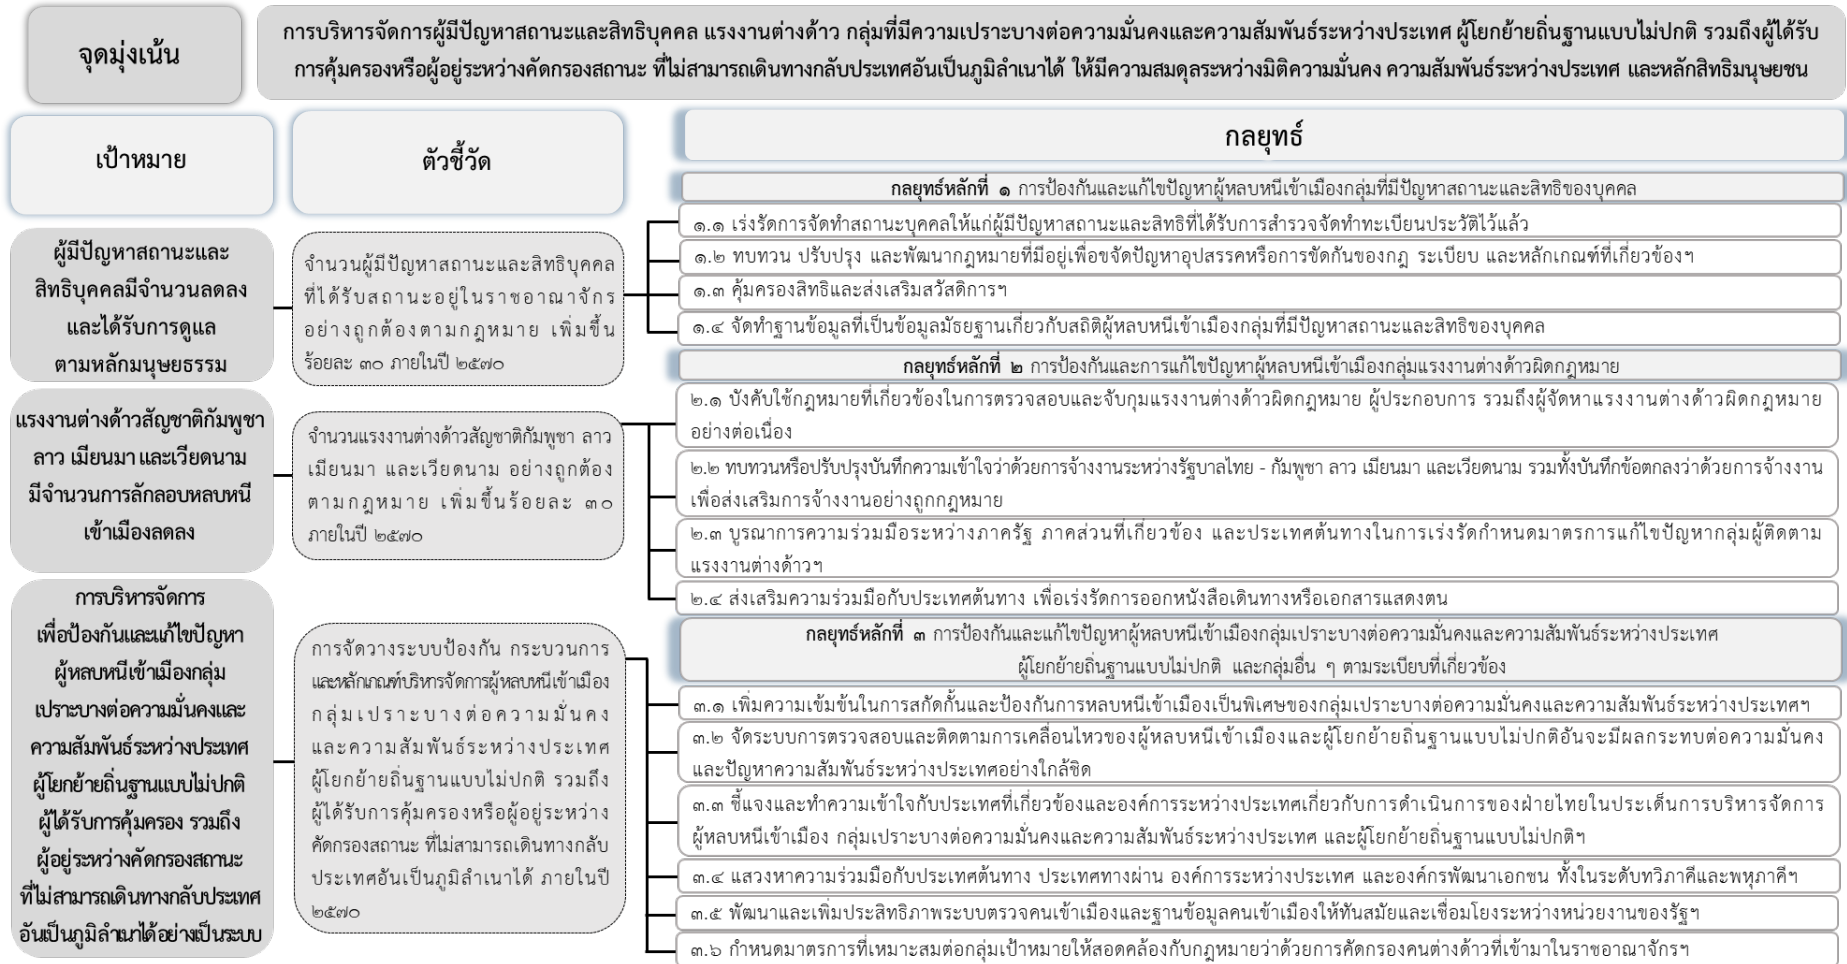 จุดมุ่งเน้น
การบริหารจัดการผู้มีปัญหาสถานะและสิทธิบุคคล แรงงานต่างด้าว กลุ่มที่มีความเปราะบางต่อความมั่นคงและความสัมพันธ์ระหว่างประเทศ ผู้โยกย้ายถิ่นฐานแบบไม่ปกติ รวมถึงผู้ได้รับ
การคุ้มครองหรือผู้อยู่ระหว่างคัดกรองสถานะ ที่ไม่สามารถเดินทางกลับประเทศอันเป็นภูมิลำเนาได้ ให้มีความสมดุลระหว่างมิติความมั่นคง ความสัมพันธ์ระหว่างประเทศ และหลักสิทธิมนุษยชน
เป้าหมาย
ตัวชี้วัด
กลยุทธ์
ผู้มีปัญหาสถานะและ
สิทธิบุคคลมีจำนวนลดลง
และได้รับการดูแล
ตามหลักมนุษยธรรม
จำนวนผู้มีปัญหาสถานะและสิทธิบุคคล
ที่ได้รับสถานะอยู่ในราชอาณาจักร
อย่างถูกต้องตามกฎหมาย เพิ่มขึ้น
ร้อยละ ๓๐ ภายในปี ๒๕๗๐
กลยุทธ์หลักที่ ๑ การป้องกันและแก้ไขปัญหาผู้หลบหนีเข้าเมืองกลุ่มที่มีปัญหาสถานะและสิทธิของบุคคล
๑.๑ เร่งรัดการจัดทำสถานะบุคคลให้แก่ผู้มีปัญหาสถานะและสิทธิที่ได้รับการสำรวจจัดทำทะเบียนประวัติไว้แล้ว
๑.๒ ทบทวน ปรับปรุง และพัฒนากฎหมายที่มีอยู่เพื่อขจัดปัญหาอุปสรรคหรือการขัดกันของกฎ ระเบียบ และหลักเกณฑ์ที่เกี่ยวข้องฯ
๑.๓ คุ้มครองสิทธิและส่งเสริมสวัสดิการฯ
๑.๔ จัดทำฐานข้อมูลที่เป็นข้อมูลมัธยฐานเกี่ยวกับสถิติผู้หลบหนีเข้าเมืองกลุ่มที่มีปัญหาสถานะและสิทธิของบุคคล
แรงงานต่างด้าวสัญชาติกัมพูชา
ลาว เมียนมา และเวียดนาม
มีจำนวนการลักลอบหลบหนี
เข้าเมืองลดลง
จำนวนแรงงานต่างด้าวสัญชาติกัมพูชา ลาว
เมียนมา และเวียดนาม อย่างถูกต้อง
ตามกฎหมาย เพิ่มขึ้นร้อยละ ๓๐
ภายในปี ๒๕๗๐
กลยุทธ์หลักที่ ๒ การป้องกันและการแก้ไขปัญหาผู้หลบหนีเข้าเมืองกลุ่มแรงงานต่างด้าวผิดกฎหมาย
๒.๑ บังคับใช้กฎหมายที่เกี่ยวข้องในการตรวจสอบและจับกุมแรงงานต่างด้าวผิดกฎหมาย ผู้ประกอบการ รวมถึงผู้จัดหาแรงงานต่างด้าวผิดกฎหมาย
อย่างต่อเนื่อง
๒.๒ ทบทวนหรือปรับปรุงบันทึกความเข้าใจว่าด้วยการจ้างงานระหว่างรัฐบาลไทย - กัมพูชา ลาว เมียนมา และเวียดนาม รวมทั้งบันทึกข้อตกลงว่าด้วยการจ้างงาน
เพื่อส่งเสริมการจ้างงานอย่างถูกกฎหมาย
๒.๓ บูรณาการความร่วมมือระหว่างภาครัฐ ภาคส่วนที่เกี่ยวข้อง และประเทศต้นทางในการเร่งรัดกำหนดมาตรการแก้ไขปัญหากลุ่มผู้ติดตาม
แรงงานต่างด้าวฯ
๒.๔ ส่งเสริมความร่วมมือกับประเทศต้นทาง เพื่อเร่งรัดการออกหนังสือเดินทางหรือเอกสารแสดงตน
การบริหารจัดการ
เพื่อป้องกันและแก้ไขปัญหา
ผู้หลบหนีเข้าเมืองกลุ่ม
เปราะบางต่อความมั่นคงและ
ความสัมพันธ์ระหว่างประเทศ
ผู้โยกย้ายถิ่นฐานแบบไม่ปกติ
ผู้ได้รับการคุ้มครอง รวมถึง
ผู้อยู่ระหว่างคัดกรองสถานะ
ที่ไม่สามารถเดินทางกลับประเทศ
อันเป็นภูมิลำเนาได้อย่างเป็นระบบ
การจัดวางระบบป้องกัน กระบวนการ
และหลักเกณฑ์บริหารจัดการผู้หลบหนีเข้าเมือง
กลุ่มเปราะบางต่อความมั่นคง
และความสัมพันธ์ระหว่างประเทศ
ผู้โยกย้ายถิ่นฐานแบบไม่ปกติ รวมถึง
ผู้ได้รับการคุ้มครองหรือผู้อยู่ระหว่าง
คัดกรองสถานะ ที่ไม่สามารถเดินทางกลับ
ประเทศอันเป็นภูมิลำเนาได้ ภายในปี
๒๕๗๐
กลยุทธ์หลักที่ ๓ การป้องกันและแก้ไขปัญหาผู้หลบหนีเข้าเมืองกลุ่มเปราะบางต่อความมั่นคงและความสัมพันธ์ระหว่างประเทศ
ผู้โยกย้ายถิ่นฐานแบบไม่ปกติ และกลุ่มอื่น ๆ ตามระเบียบที่เกี่ยวข้อง
๓.๑ เพิ่มความเข้มข้นในการสกัดกั้นและป้องกันการหลบหนีเข้าเมืองเป็นพิเศษของกลุ่มเปราะบางต่อความมั่นคงและความสัมพันธ์ระหว่างประเทศฯ
๓.๒ จัดระบบการตรวจสอบและติดตามการเคลื่อนไหวของผู้หลบหนีเข้าเมืองและผู้โยกย้ายถิ่นฐานแบบไม่ปกติอันจะมีผลกระทบต่อความมั่นคง
และปัญหาความสัมพันธ์ระหว่างประเทศอย่างใกล้ชิด
๓.๓ ชี้แจงและทำความเข้าใจกับประเทศที่เกี่ยวข้องและองค์การระหว่างประเทศเกี่ยวกับการดำเนินการของฝ่ายไทยในประเด็นการบริหารจัดการ
ผู้หลบหนีเข้าเมือง กลุ่มเปราะบางต่อความมั่นคงและความสัมพันธ์ระหว่างประเทศ และผู้โยกย้ายถิ่นฐานแบบไม่ปกติฯ
๓.๔ แสวงหาความร่วมมือกับประเทศต้นทาง ประเทศทางผ่าน องค์การระหว่างประเทศ และองค์กรพัฒนาเอกชน ทั้งในระดับทวิภาคีและพหุภาคีฯ
๓.๕ พัฒนาและเพิ่มประสิทธิภาพระบบตรวจคนเข้าเมืองและฐานข้อมูลคนเข้าเมืองให้ทันสมัยและเชื่อมโยงระหว่างหน่วยงานของรัฐฯ
๓.๖ กำหนดมาตรการที่เหมาะสมต่อกลุ่มเป้าหมายให้สอดคล้องกับกฎหมายว่าด้วยการคัดกรองคนต่างด้าวที่เข้ามาในราชอาณาจักรฯ